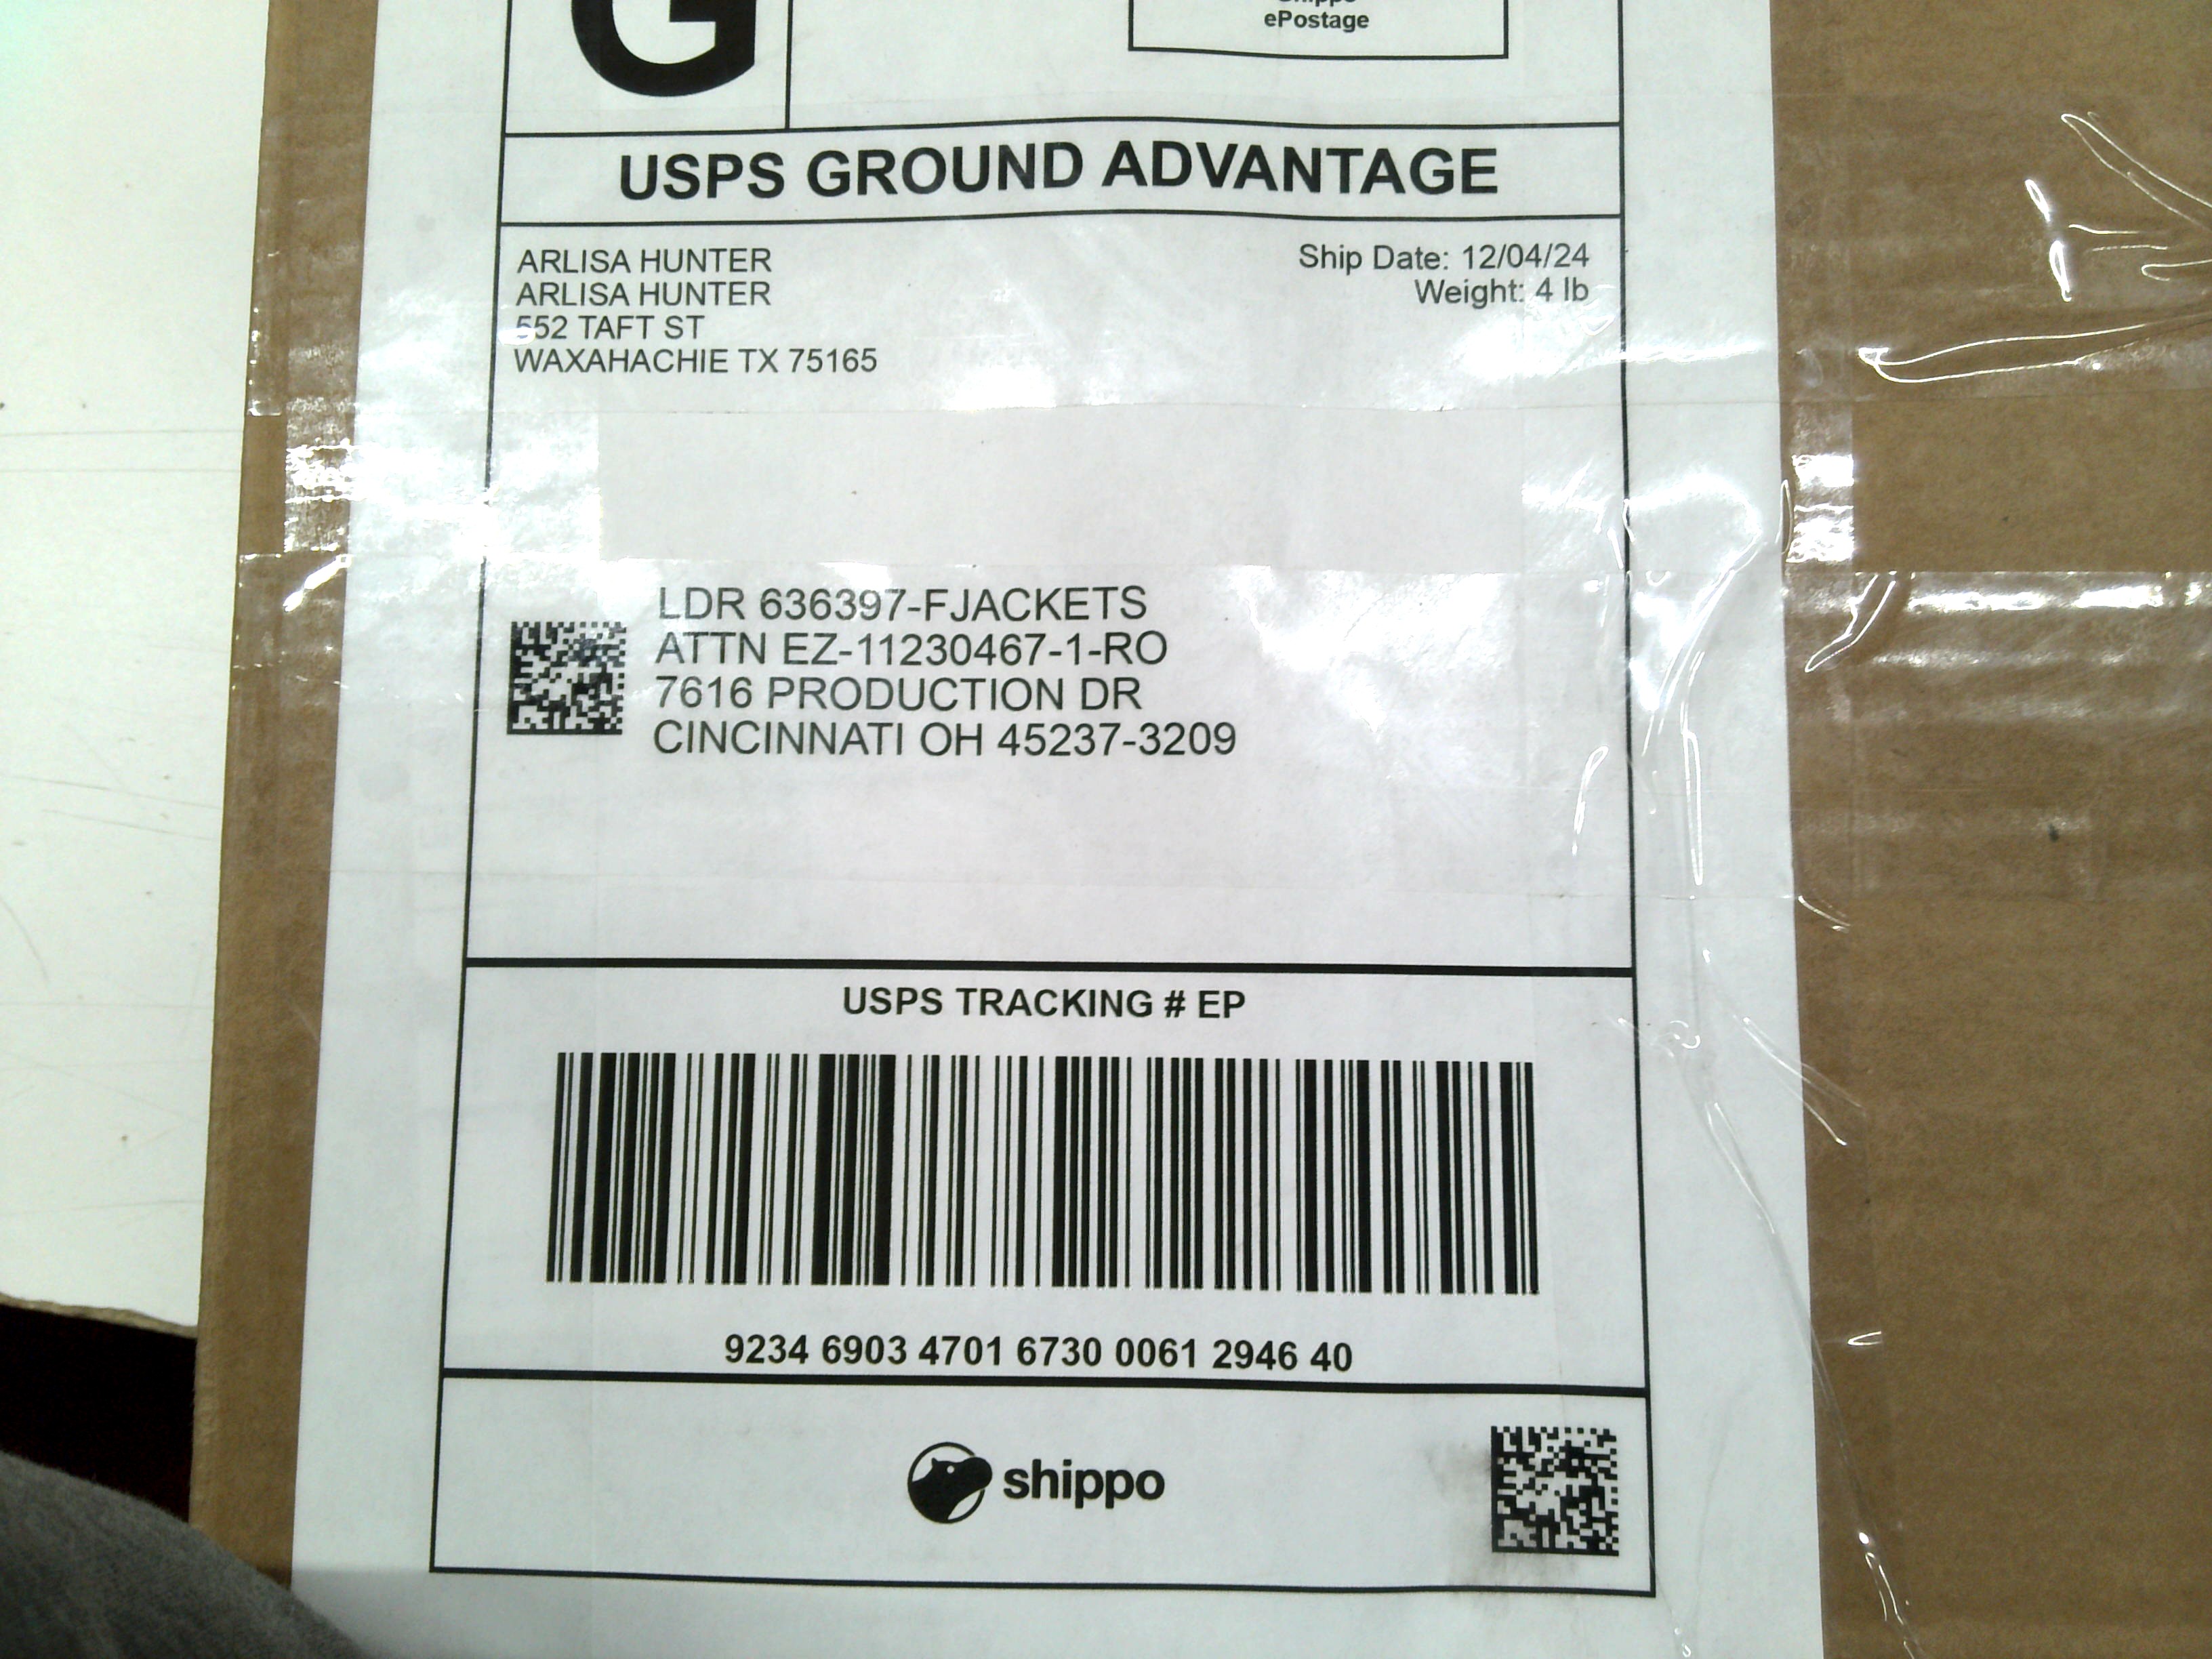 G
ePostage
USPS GROUND ADVANTAGE
ARLISA HUNTER
ARLISA HUNTER
552 TAFT ST
WAXAHACHIE TX 75165
Ship Date: 12/04/24
Weight: 4 lb
LDR 636397-FJACKETS
ATTN EZ-11230467-1-RO
7616 PRODUCTION DR
CINCINNATI OH 45237-3209
USPS TRACKING # EP
9234 6903 4701 6730 0061 2946 40
shippo